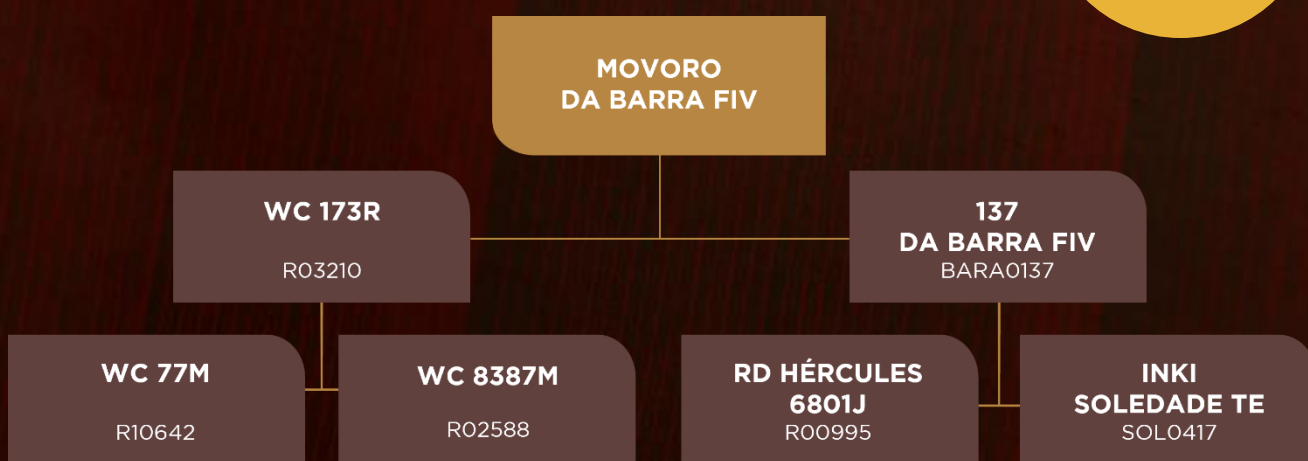 MOVORO
DA BARRA FIV
WC 173R
R03210
137
DA BARRA FIV
BARA0137
WC 77M
R10642
WC 8387M
R02588
RD HÉRCULES
6801J
R00995
INKI
SOLEDADE TE
SOL0417